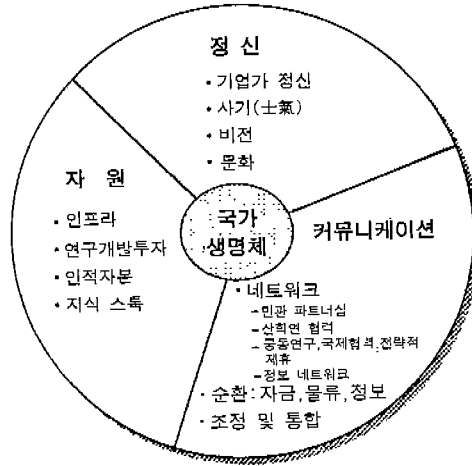 정 신
· 기업가 정신
· 사기(士氣)
· 비전
· 문화
자 원
· 인프라
· 연구개발투자
· 인적자본
· 지식 스톡
국가
생명체
커뮤니케이션
· 네트워크
- 민관 파트너십
- 산학연 협력
- 공동연구,국제협력,전략적
제휴
- 정보 네트워크
· 순환: 자금,물류,정보
· 조정 및 통합